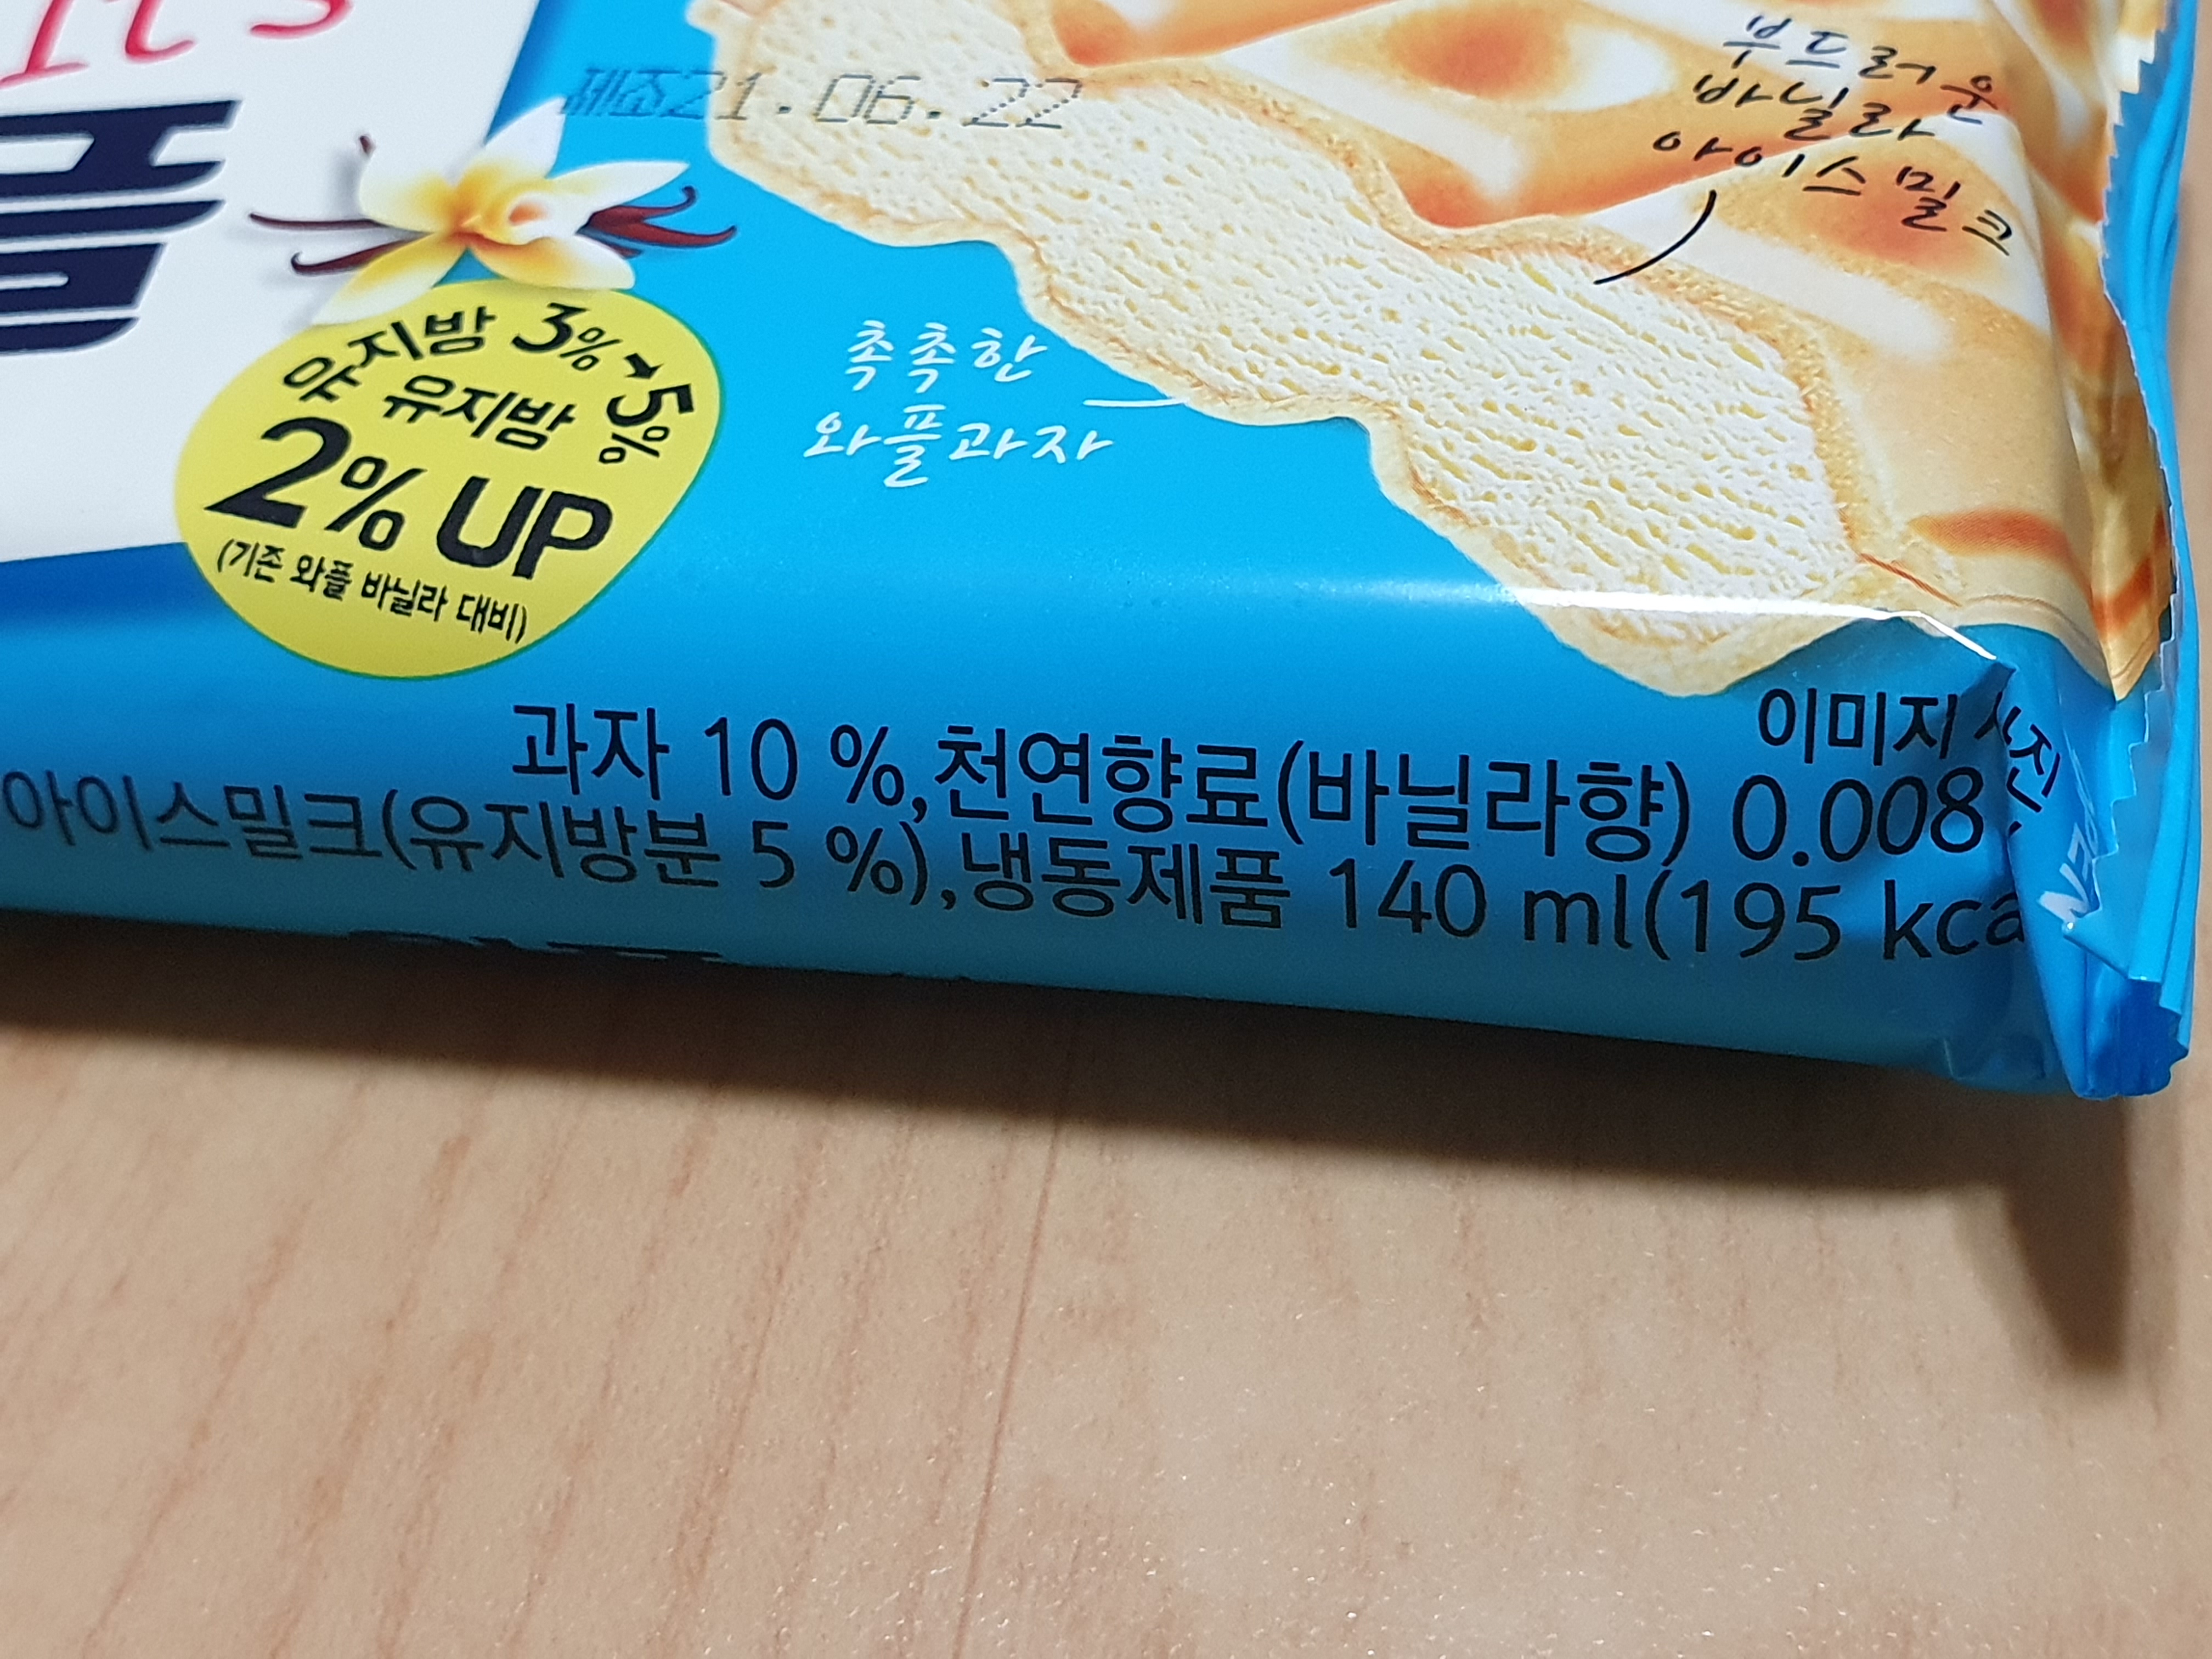 It's
플
제조21.06.22
부드러운
바닐라
아이스밀크
유지방 3%➘5%
약 유지방
2% UP
(기존 와플 바닐라 대비)
촉촉한
와플과자
이미지 사진
과자 10 %,천연향료(바닐라향) 0.008
아이스밀크(유지방분 5 %),냉동제품 140 ml(195 kca